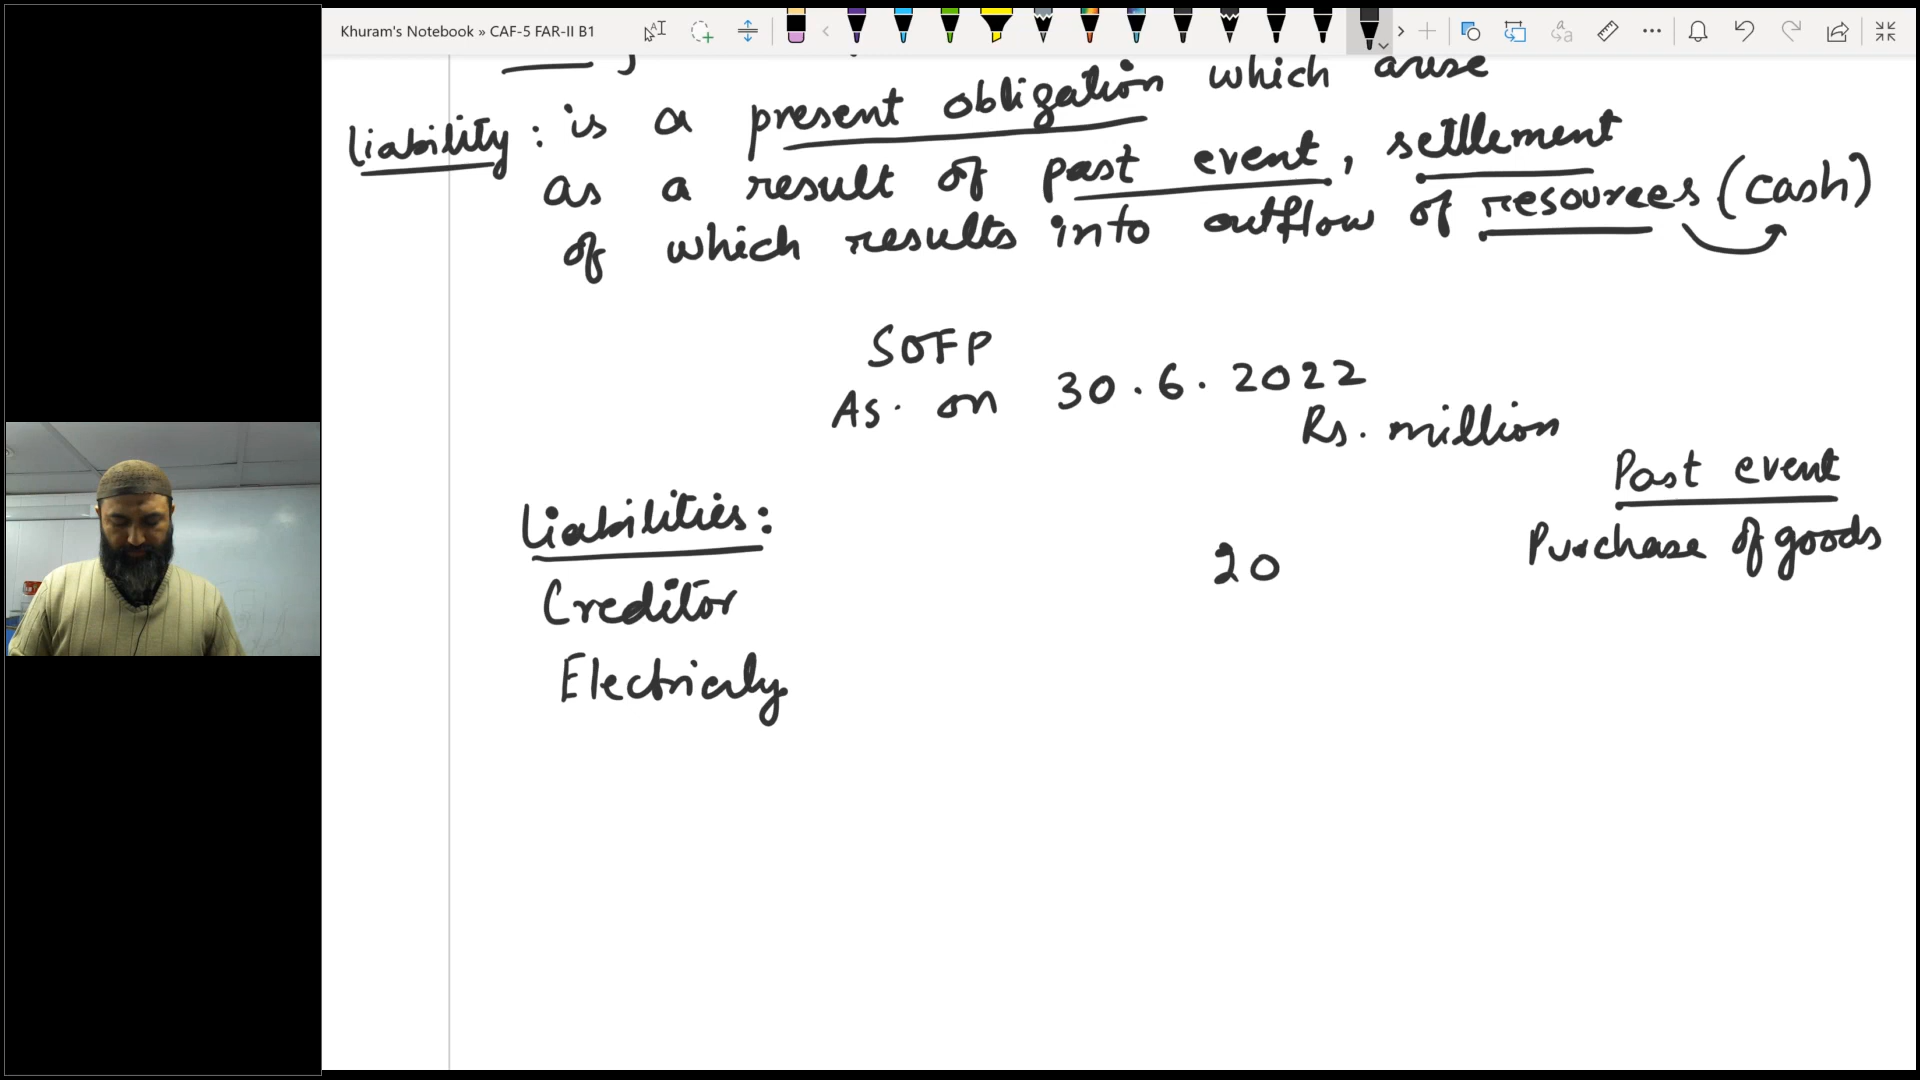 Khuram's Notebook » CAF-5 FAR-II B1
liability: is a present obligation which arise
as a result of past event, settlement
of which results into outflow of resources (cash)
SOFP
As. on 30.6.2022
Rs. million
Past event
Liabilities:
Purchase of goods
Creditor 20
Electricity